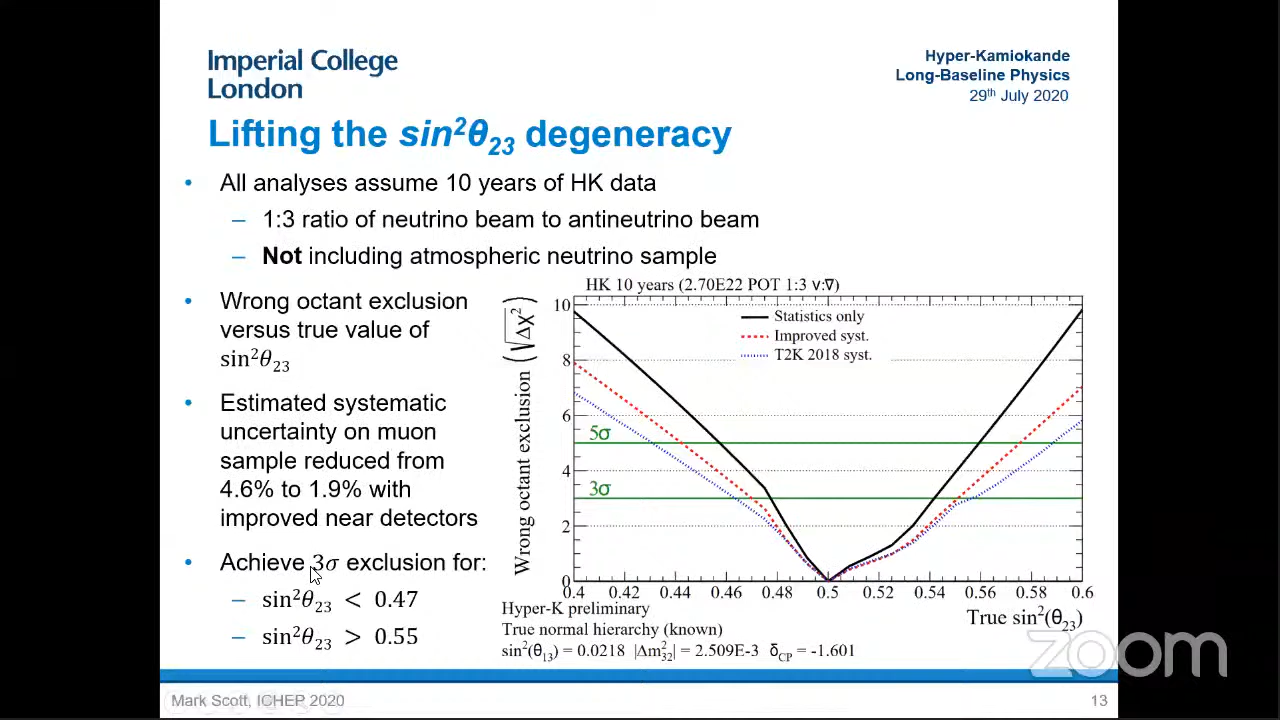 Imperial College
London
Hyper-Kamiokande
Long-Baseline Physics
29th July 2020
Lifting the sin²θ₂₃ degeneracy
• All analyses assume 10 years of HK data
– 1:3 ratio of neutrino beam to antineutrino beam
– Not including atmospheric neutrino sample
• Wrong octant exclusion
versus true value of
sin²θ₂₃
• Estimated systematic
uncertainty on muon
sample reduced from
4.6% to 1.9% with
improved near detectors
• Achieve 3σ exclusion for:
– sin²θ₂₃ < 0.47
– sin²θ₂₃ > 0.55
HK 10 years (2.70E22 POT 1:3 ν:ν̅)
Statistics only
Improved syst.
T2K 2018 syst.
Wrong octant exclusion (√Δχ²)
10
8
6
4
2
0
5σ
3σ
0.4 0.42 0.44 0.46 0.48 0.5 0.52 0.54 0.56 0.58 0.6
True sin²(θ₂₃)
Hyper-K preliminary
True normal hierarchy (known)
sin²(θ₁₃) = 0.0218 |Δm²₃₂| = 2.509E-3 δCP = -1.601
zoom
Mark Scott, ICHEP 2020
13